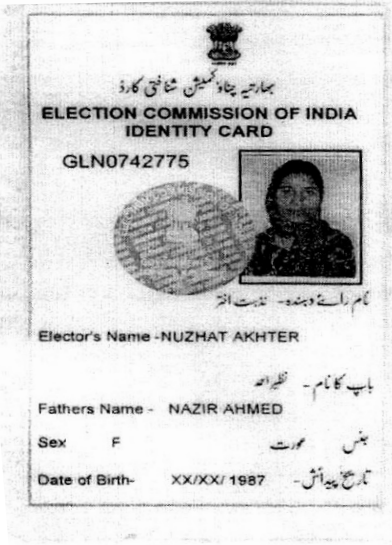 بھارتیہ چناؤ کمیشن شناختی کارڈ
ELECTION COMMISSION OF INDIA
IDENTITY CARD
GLN0742775
نام رائے دہندہ۔ نزہت اختر
Elector's Name -NUZHAT AKHTER
باپ کا نام - نظیر احمد
Fathers Name - NAZIR AHMED
Sex F جنس عورت
Date of Birth- XX/XX/ 1987 تاریخ پیدائش-